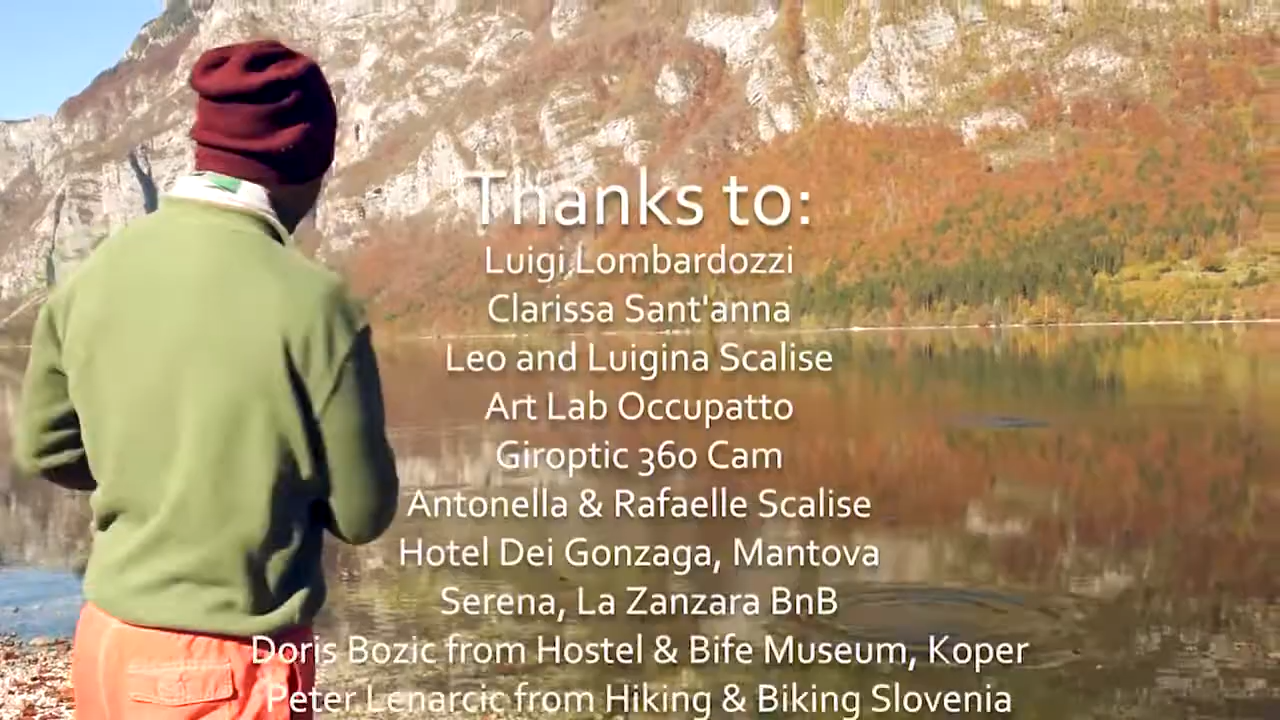 Thanks to:
Luigi Lombardozzi
Clarissa Sant'anna
Leo and Luigina Scalise
Art Lab Occupatto
Giroptic 360 Cam
Antonella & Rafaelle Scalise
Hotel Dei Gonzaga, Mantova
Serena, La Zanzara BnB
Doris Bozic from Hostel & Bife Museum, Koper
Peter Lenarcic from Hiking & Biking Slovenia